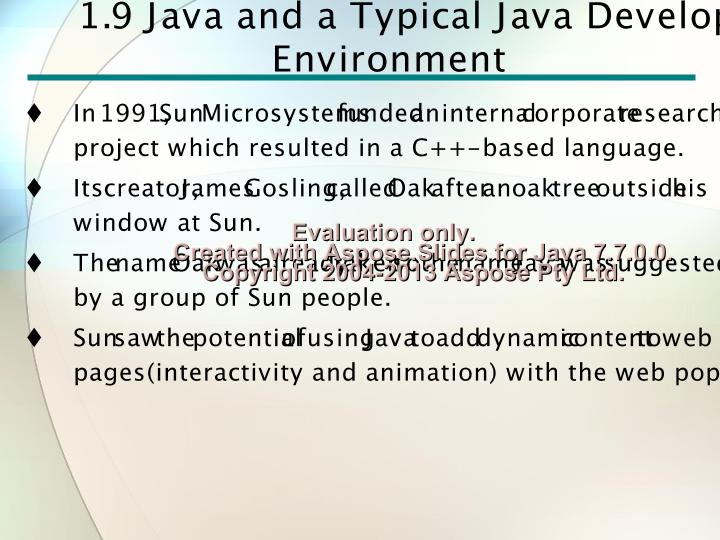 1.9 Java and a Typical Java Develop
Environment
♦ In 1991, Sun Microsystems funded an internal corporate research
project which resulted in a C++-based language.
♦ Its creator, James Gosling, called Oak after an oak tree outside his
window at Sun.
Evaluation only.
Created with Aspose.Slides for Java 7.7.0.0.
♦ The name Oak was already taken, so the name Java was suggested
Copyright 2004-2013 Aspose Pty Ltd.
by a group of Sun people.
♦ Sun saw the potential of using Java to add dynamic content to web
pages(interactivity and animation) with the web pop